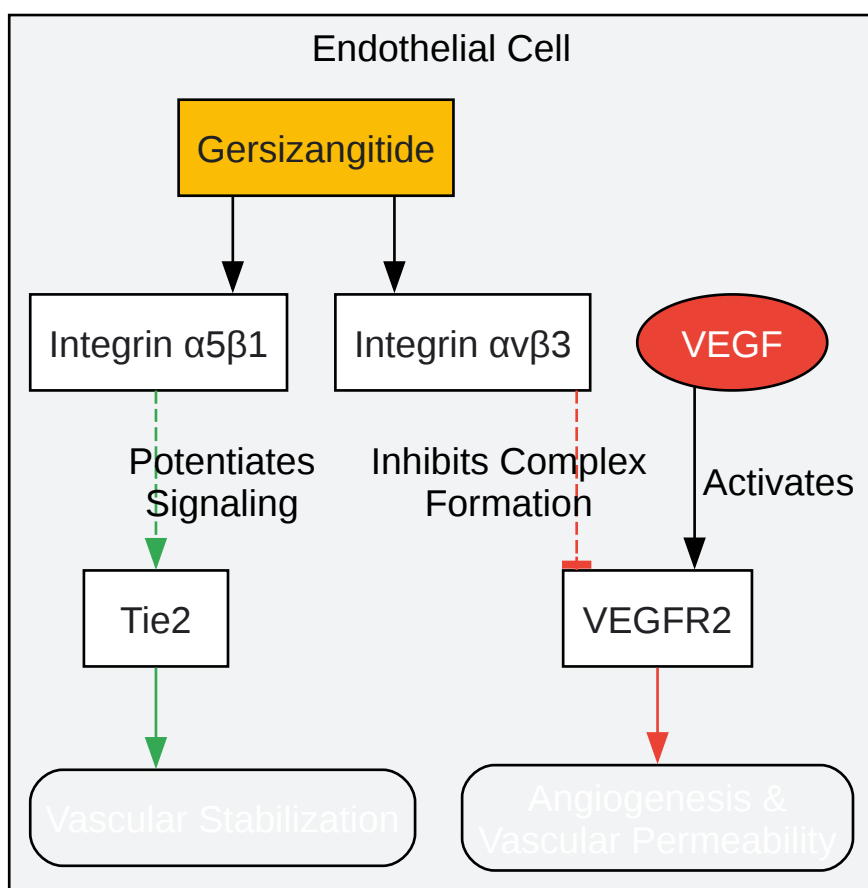 Endothelial Cell
Gersizangitide
Integrin α5β1
Integrin αvβ3
VEGF
Potentiates
Signaling
Inhibits Complex
Formation
Activates
Tie2
VEGFR2
Vascular Stabilization
Angiogenesis &
Vascular Permeability